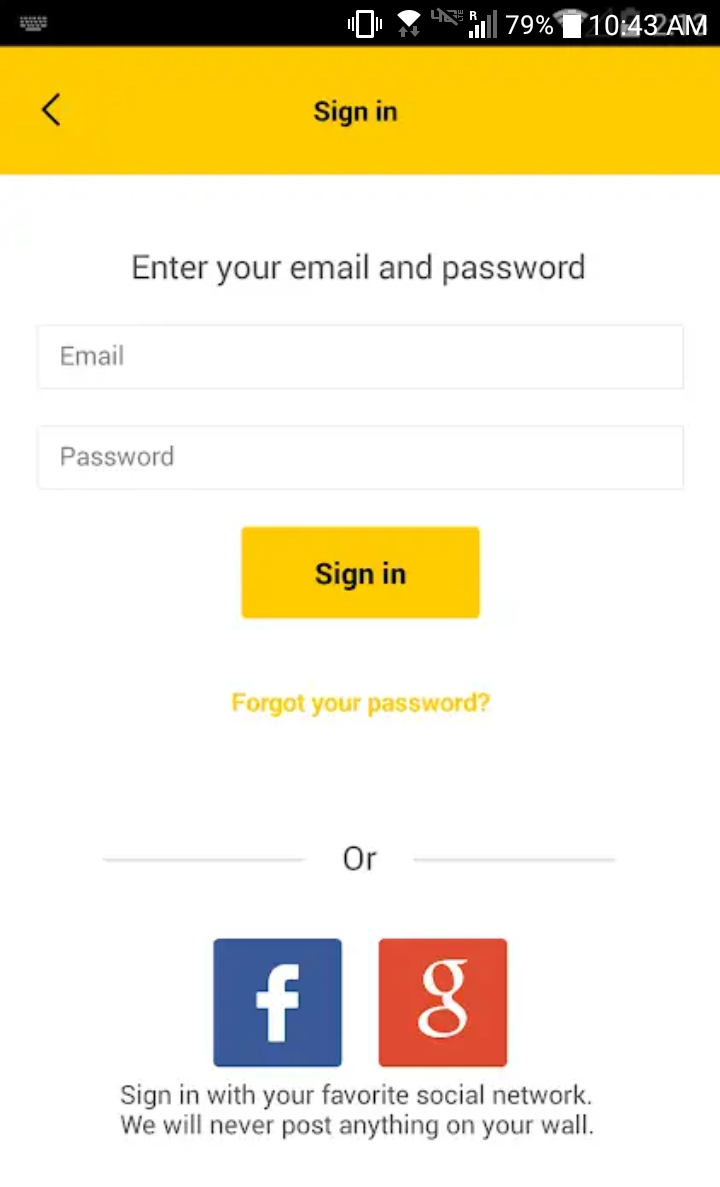 79% 10:43 AM
Sign in
Enter your email and password
Email
Password
Sign in
Forgot your password?
Or
f g
Sign in with your favorite social network.
We will never post anything on your wall.